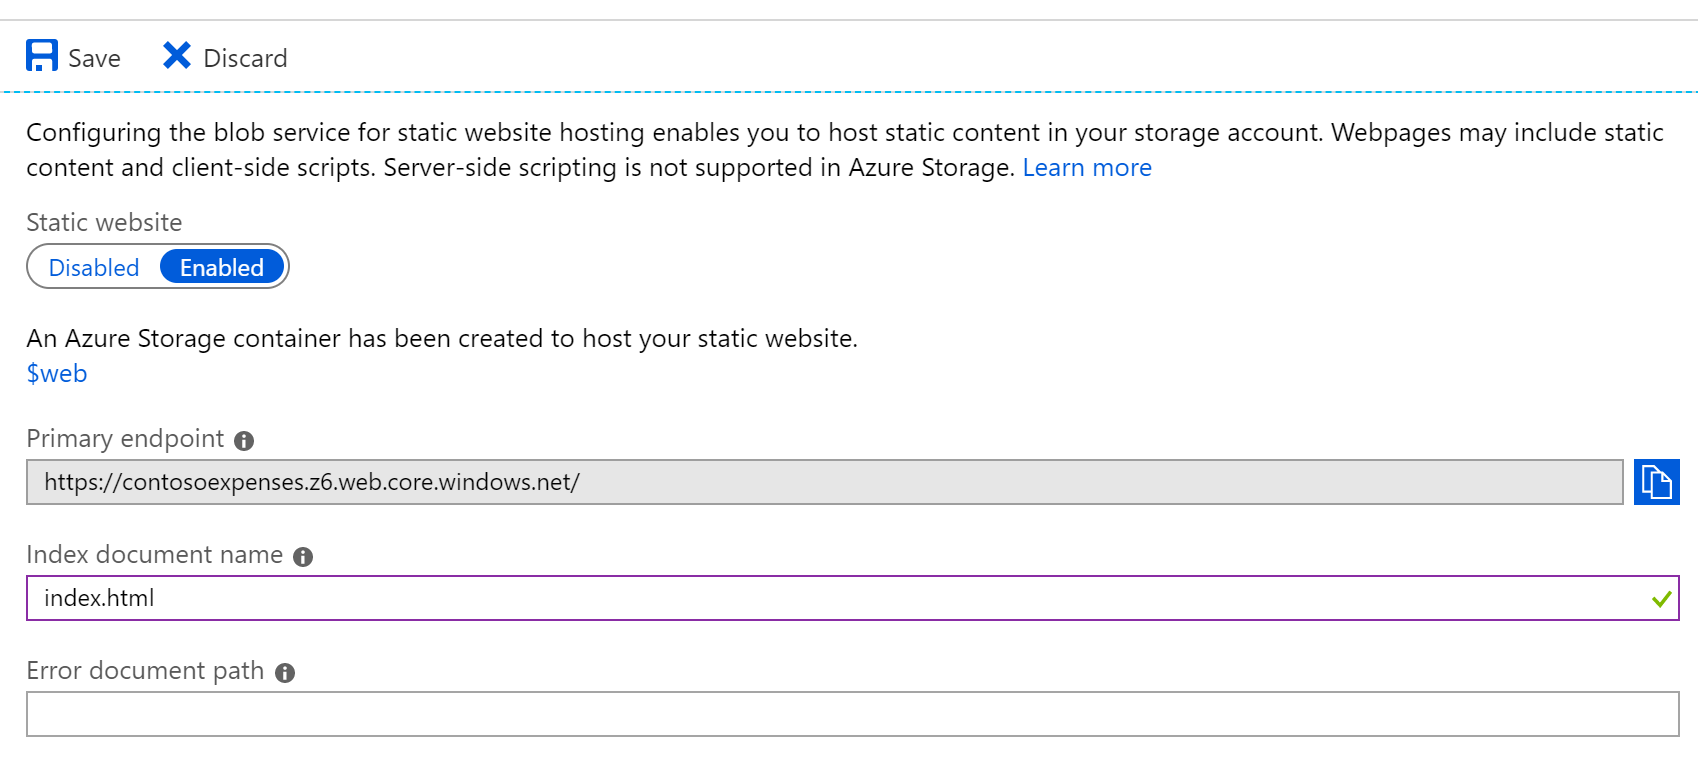 Save Discard
Configuring the blob service for static website hosting enables you to host static content in your storage account. Webpages may include static
content and client-side scripts. Server-side scripting is not supported in Azure Storage. Learn more
Static website
Disabled Enabled
An Azure Storage container has been created to host your static website.
$web
Primary endpoint
https://contosoexpenses.z6.web.core.windows.net/
Index document name
index.html
Error document path